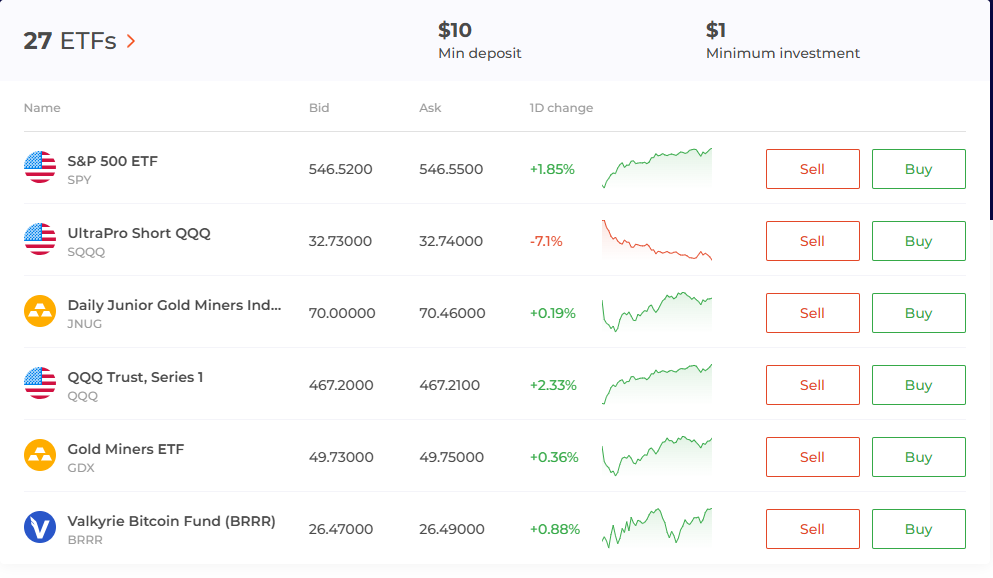 27 ETFs
$10
Min deposit
$1
Minimum investment
Name Bid Ask 1D change
S&P 500 ETF
SPY
546.5200 546.5500 +1.85% Sell Buy
UltraPro Short QQQ
SQQQ
32.73000 32.74000 -7.1% Sell Buy
Daily Junior Gold Miners Ind...
JNUG
70.00000 70.46000 +0.19% Sell Buy
QQQ Trust, Series 1
QQQ
467.2000 467.2100 +2.33% Sell Buy
Gold Miners ETF
GDX
49.73000 49.75000 +0.36% Sell Buy
Valkyrie Bitcoin Fund (BRRR)
BRRR
26.47000 26.49000 +0.88% Sell Buy